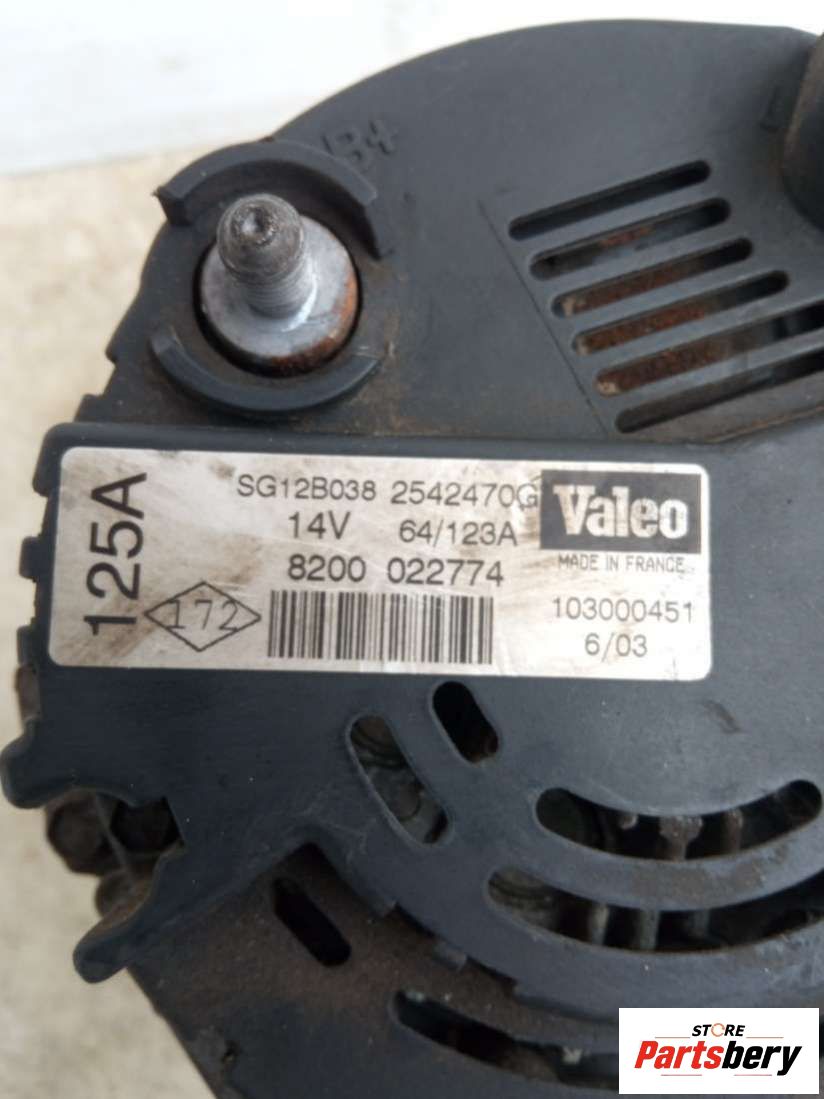 B+
125A
SG12B038 2542470G
Valeo
14V 64/123A
MADE IN FRANCE
8200 022774
172
103000451
6/03
STORE
Partsbery